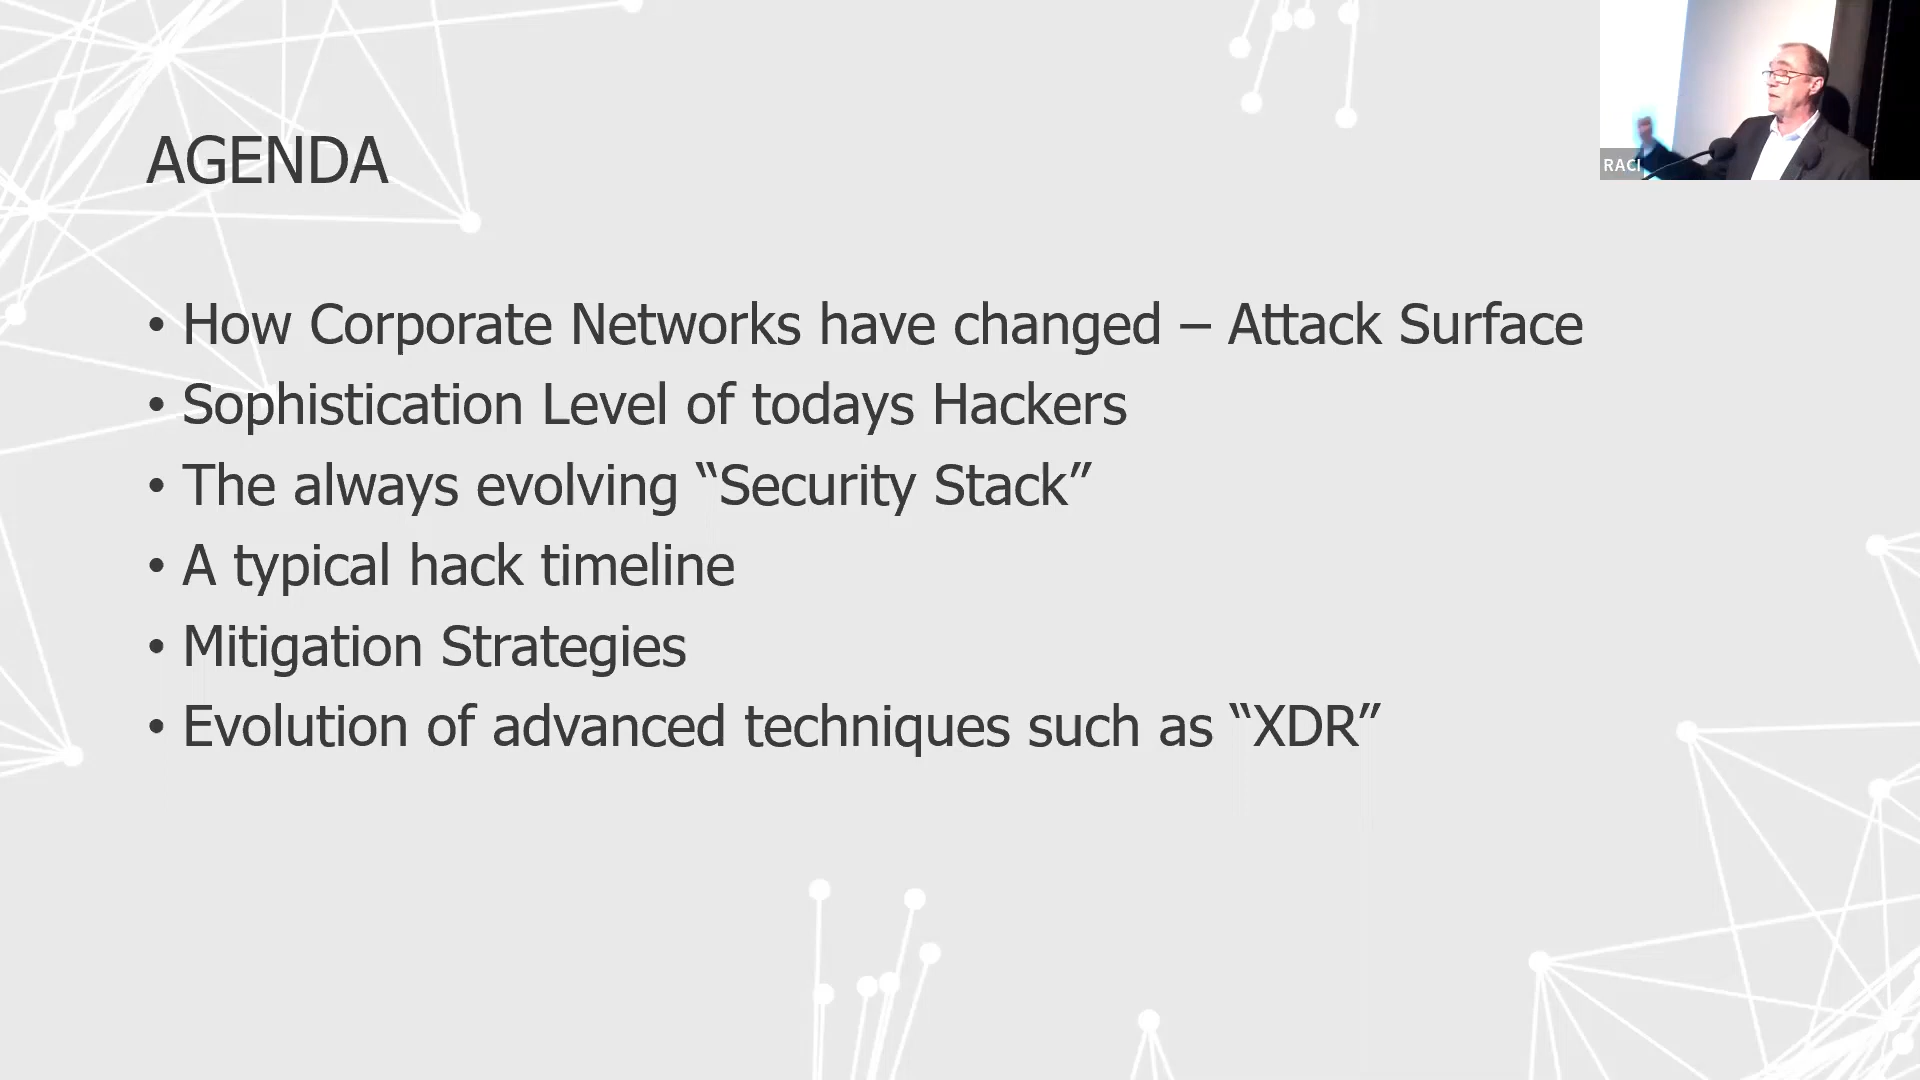 AGENDA
• How Corporate Networks have changed – Attack Surface
• Sophistication Level of todays Hackers
• The always evolving “Security Stack”
• A typical hack timeline
• Mitigation Strategies
• Evolution of advanced techniques such as “XDR”
RACI